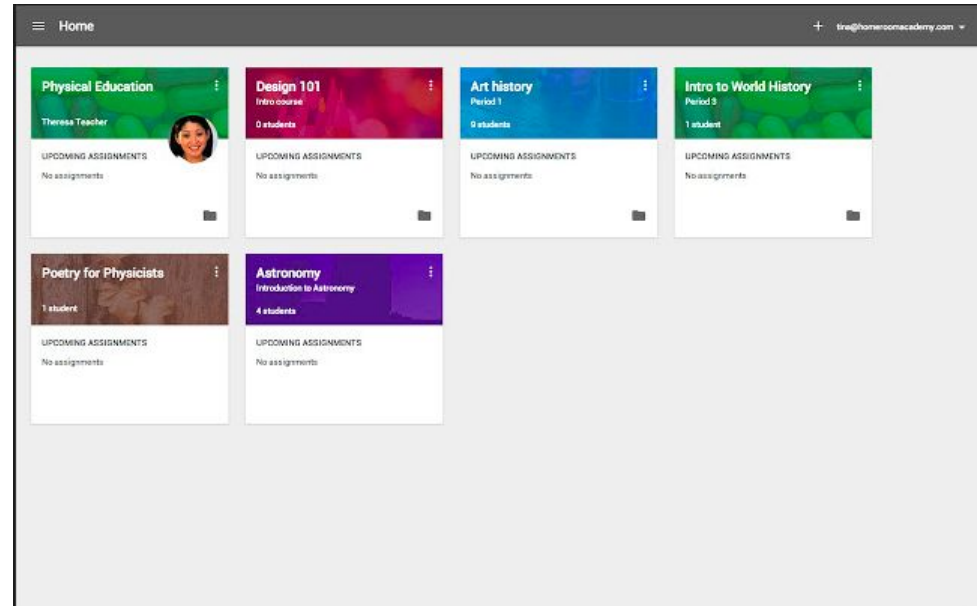 Home
tina@homeroomacademy.com
Physical Education
Theresa Teacher
UPCOMING ASSIGNMENTS
No assignments
Design 101
Intro course
0 students
UPCOMING ASSIGNMENTS
No assignments
Art history
Period 1
9 students
UPCOMING ASSIGNMENTS
No assignments
Intro to World History
Period 3
1 student
UPCOMING ASSIGNMENTS
No assignments
Poetry for Physicists
1 student
UPCOMING ASSIGNMENTS
No assignments
Astronomy
Introduction to Astronomy
4 students
UPCOMING ASSIGNMENTS
No assignments